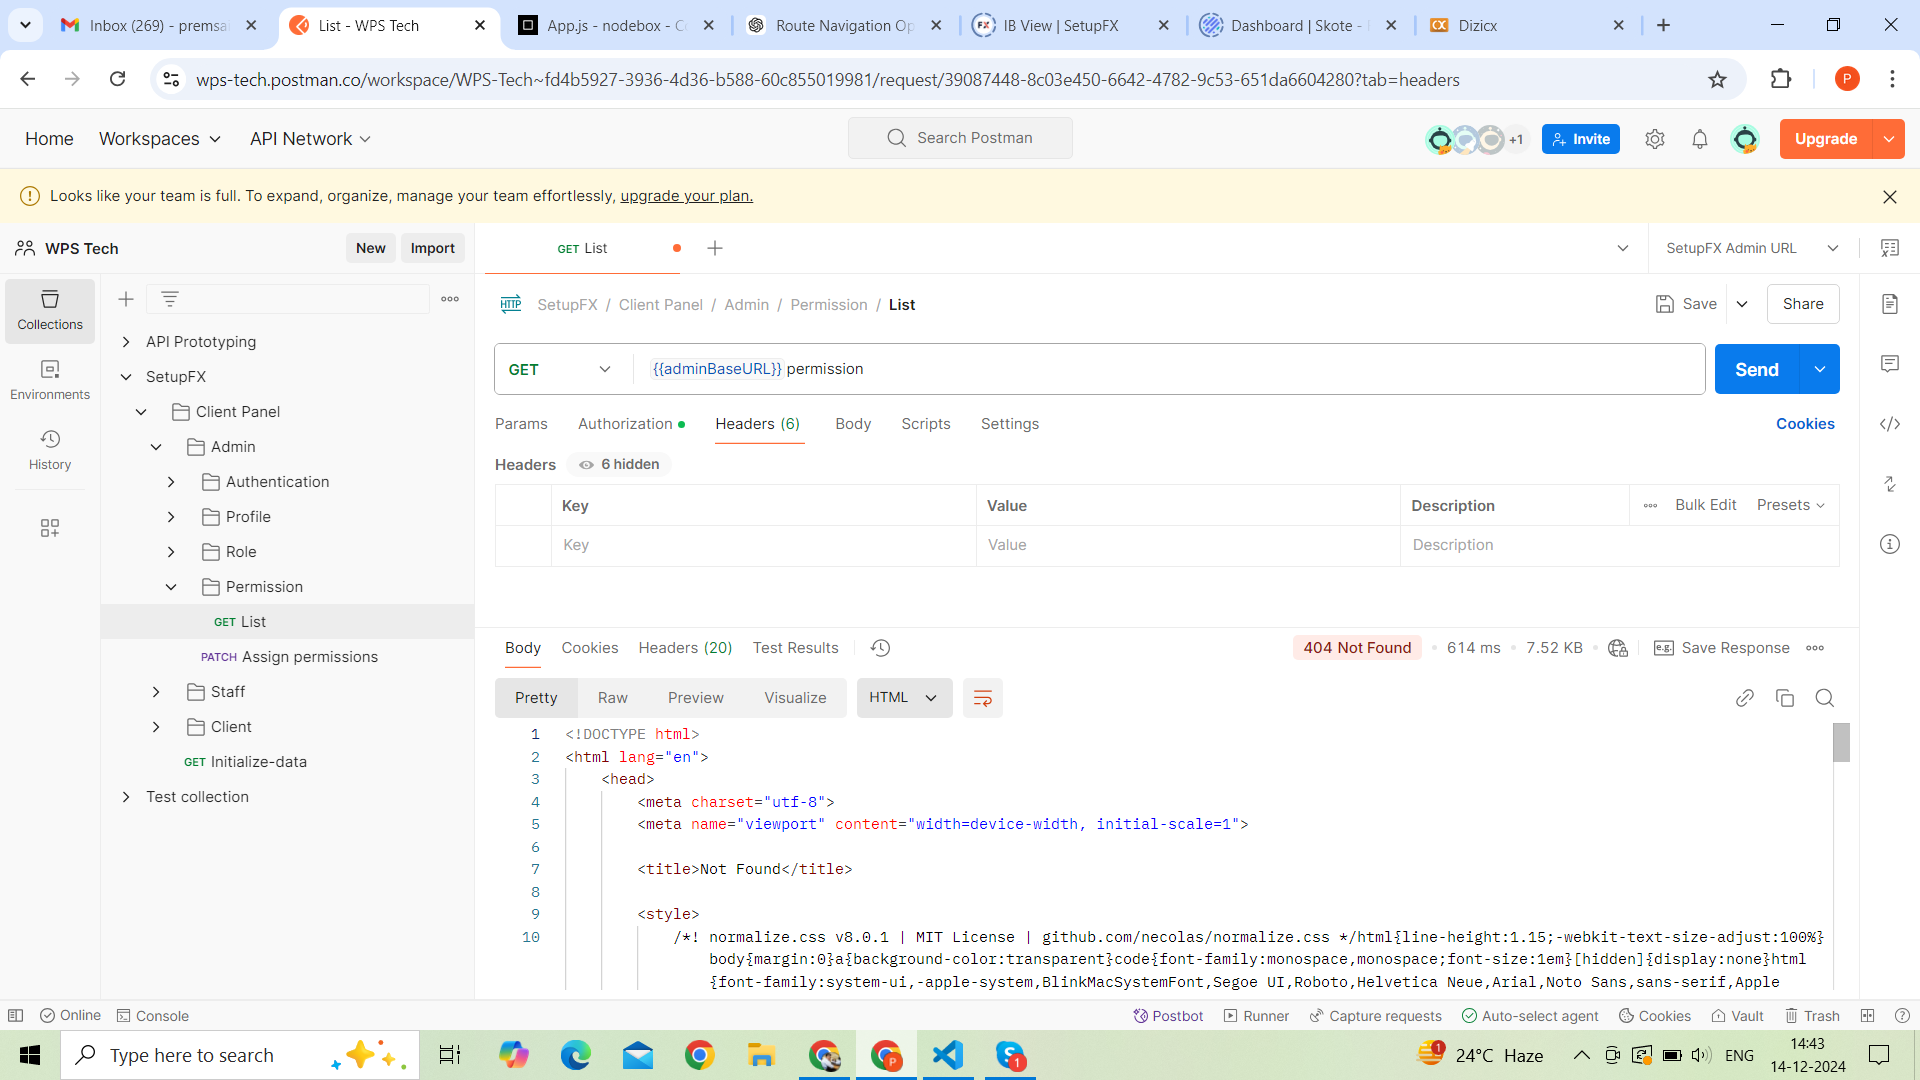 Inbox (269) - premsai
List - WPS Tech
App.js - nodebox - Co
Route Navigation Op
IB View | SetupFX
Dashboard | Skote -
Dizicx
wps-tech.postman.co/workspace/WPS-Tech~fd4b5927-3936-4d36-b588-60c855019981/request/39087448-8c03e450-6642-4782-9c53-651da6604280?tab=headers
P
Home
Workspaces
API Network
Search Postman
+1
Invite
Upgrade
Looks like your team is full. To expand, organize, manage your team effortlessly, upgrade your plan.
WPS Tech
New
Import
GET List
SetupFX Admin URL
Collections
Environments
History
API Prototyping
SetupFX
Client Panel
Admin
Authentication
Profile
Role
Permission
GET List
PATCH Assign permissions
Staff
Client
GET Initialize-data
Test collection
HTTP SetupFX / Client Panel / Admin / Permission / List
Save
Share
GET
{{adminBaseURL}} permission
Send
Params
Authorization
Headers (6)
Body
Scripts
Settings
Cookies
Headers
6 hidden
Key
Value
Description
Bulk Edit
Presets
Key
Value
Description
Body
Cookies
Headers (20)
Test Results
404 Not Found
614 ms
7.52 KB
e.g. Save Response
Pretty
Raw
Preview
Visualize
HTML
1 <!DOCTYPE html>
2 <html lang="en">
3 <head>
4 <meta charset="utf-8">
5 <meta name="viewport" content="width=device-width, initial-scale=1">
6
7 <title>Not Found</title>
8
9 <style>
10 /*! normalize.css v8.0.1 | MIT License | github.com/necolas/normalize.css */html{line-height:1.15;-webkit-text-size-adjust:100%}
body{margin:0}a{background-color:transparent}code{font-family:monospace,monospace;font-size:1em}[hidden]{display:none}html
{font-family:system-ui,-apple-system,BlinkMacSystemFont,Segoe UI,Roboto,Helvetica Neue,Arial,Noto Sans,sans-serif,Apple
Online
Console
Postbot
Runner
Capture requests
Auto-select agent
Cookies
Vault
Trash
Type here to search
P
1
1
24°C Haze
ENG
14:43
14-12-2024